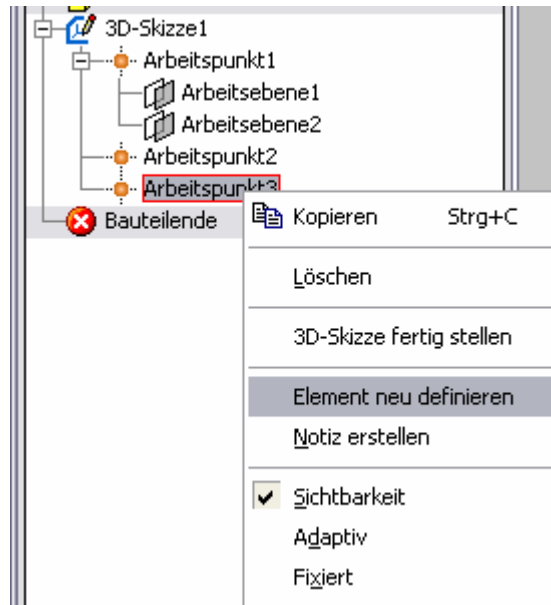 3D-Skizze1
Arbeitspunkt1
Arbeitsebene1
Arbeitsebene2
Arbeitspunkt2
Arbeitspunkt3
Bauteilende
Kopieren Strg+C
Löschen
3D-Skizze fertig stellen
Element neu definieren
Notiz erstellen
Sichtbarkeit
Adaptiv
Fixiert